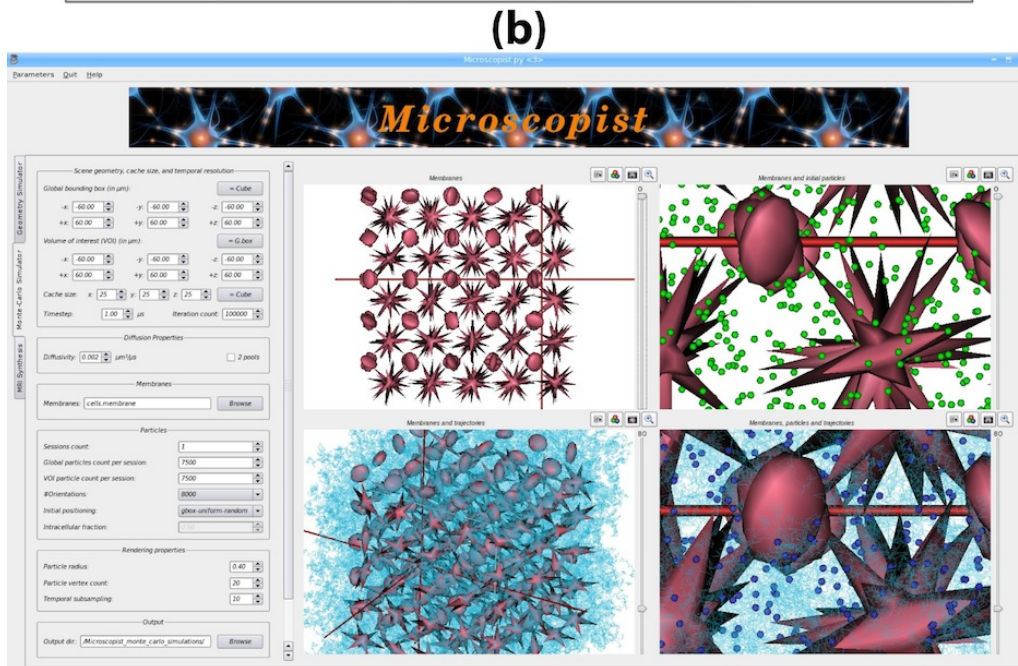 (b)
Microscopist.py <3>
Parameters Quit Help
Microscopist
Geometry Simulator
Monte-Carlo Simulator
MRI Synthesis
Scene geometry, cache size, and temporal resolution
Global bounding box (in µm): = Cube
-x: -60.00 -y: -60.00 -z: -60.00
+x: 60.00 +y: 60.00 +z: 60.00
Volume of interest (VOI) (in µm): = G.box
-x: -60.00 -y: -60.00 -z: -60.00
+x: 60.00 +y: 60.00 +z: 60.00
Cache size: x: 25 y: 25 z: 25 = Cube
Timestep: 1.00 µs Iteration count: 100000
Diffusion Properties
Diffusivity: 0.002 µm²/µs 2 pools
Membranes
Membranes: cells.membrane Browse
Particles
Sessions count: 1
Global particles count per session: 7500
VOI particle count per session: 7500
#Orientations: 8000
Initial positioning: gbox-uniform-random
Intracellular fraction: 0.50
Rendering properties
Particle radius: 0.40
Particle vertex count: 20
Temporal subsampling: 10
Output
Output dir.: /Microscopist_monte_carlo_simulations/ Browse
Membranes
0
Membranes and initial particles
0
Membranes and trajectories
80
Membranes, particles and trajectories
80